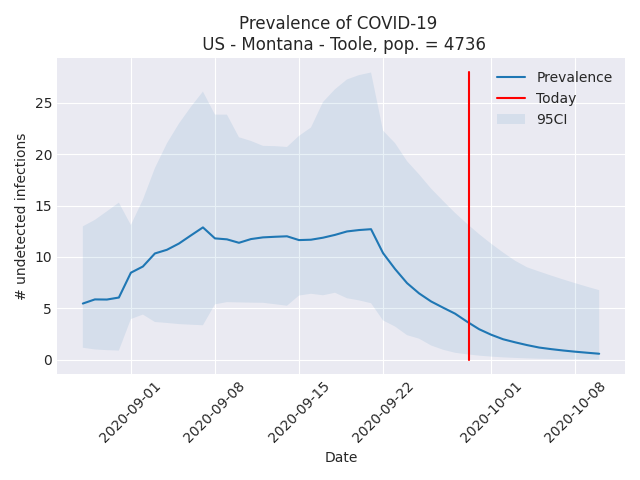 Prevalence of COVID-19
US - Montana - Toole, pop. = 4736
Prevalence
Today
95CI
# undetected infections
25
20
15
10
5
0
2020-09-01
2020-09-08
2020-09-15
2020-09-22
2020-10-01
2020-10-08
Date